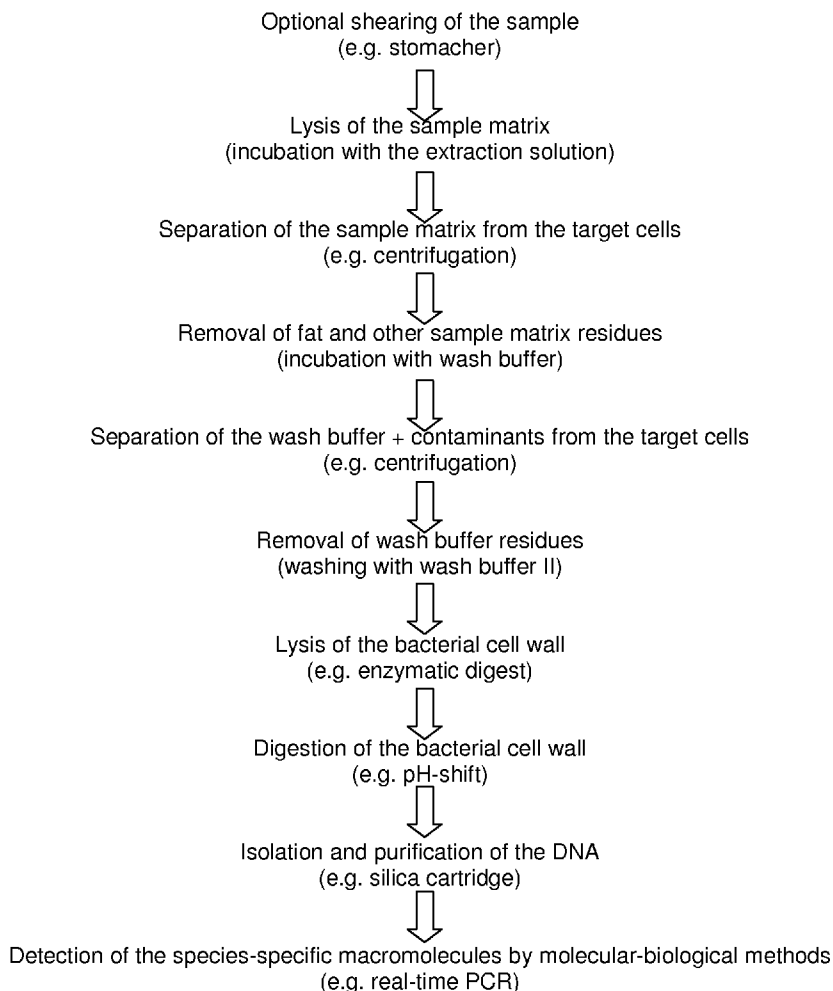 Optional shearing of the sample
(e.g. stomacher)
Lysis of the sample matrix
(incubation with the extraction solution)
Separation of the sample matrix from the target cells
(e.g. centrifugation)
Removal of fat and other sample matrix residues
(incubation with wash buffer)
Separation of the wash buffer + contaminants from the target cells
(e.g. centrifugation)
Removal of wash buffer residues
(washing with wash buffer II)
Lysis of the bacterial cell wall
(e.g. enzymatic digest)
Digestion of the bacterial cell wall
(e.g. pH-shift)
Isolation and purification of the DNA
(e.g. silica cartridge)
Detection of the species-specific macromolecules by molecular-biological methods
(e.g. real-time PCR)